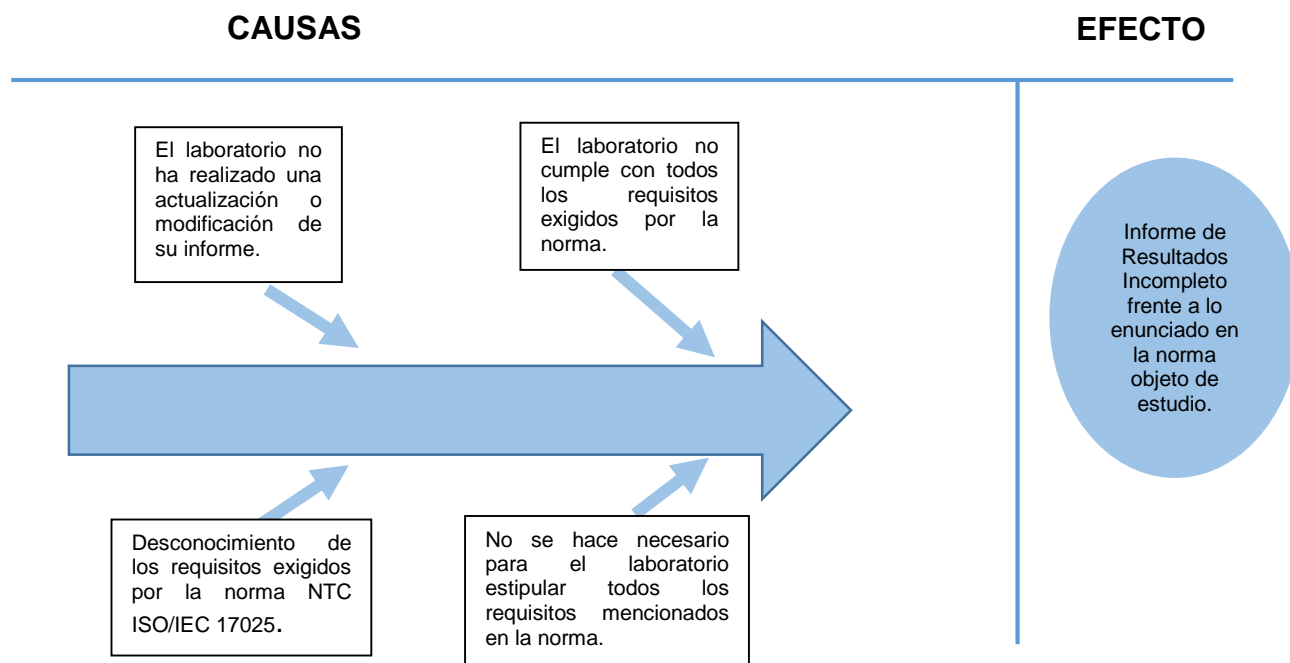 CAUSAS
EFECTO
El laboratorio no
ha realizado una
actualización o
modificación de
su informe.
El laboratorio no
cumple con todos
los requisitos
exigidos por la
norma.
Informe de
Resultados
Incompleto
frente a lo
enunciado en
la norma
objeto de
estudio.
Desconocimiento de
los requisitos exigidos
por la norma NTC
ISO/IEC 17025.
No se hace necesario
para el laboratorio
estipular todos los
requisitos mencionados
en la norma.